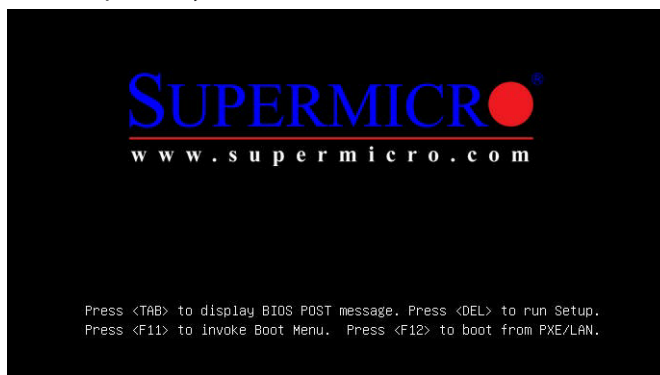 SUPERMICRO®
www.supermicro.com
Press <TAB> to display BIOS POST message. Press <DEL> to run Setup.
Press <F11> to invoke Boot Menu. Press <F12> to boot from PXE/LAN.